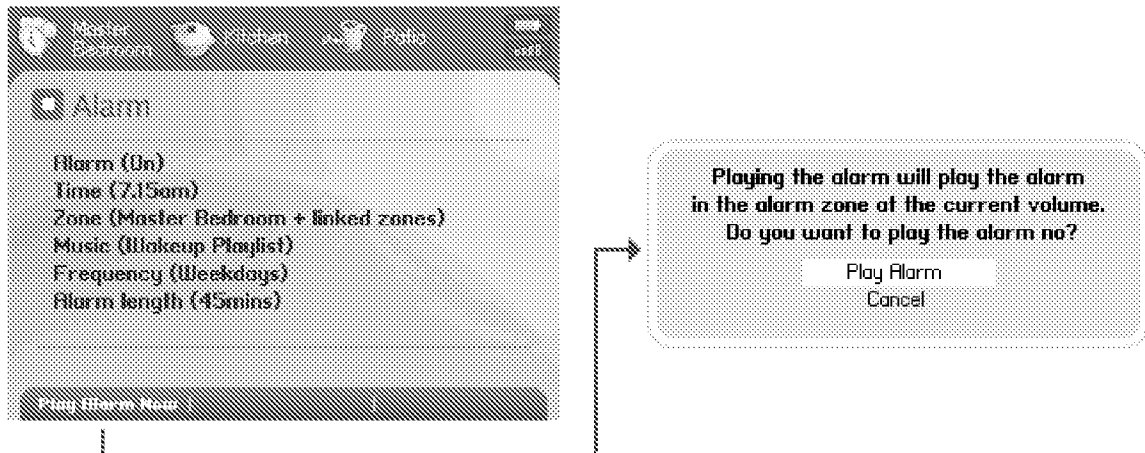 Master
Bedroom
Kitchen
Patio
Alarm
Alarm (On)
Time (7.15am)
Zone (Master Bedroom + linked zones)
Music (Wakeup Playlist)
Frequency (Weekdays)
Alarm length (45mins)
Play Alarm Now
Playing the alarm will play the alarm
in the alarm zone at the current volume.
Do you want to play the alarm no?
Play Alarm
Cancel